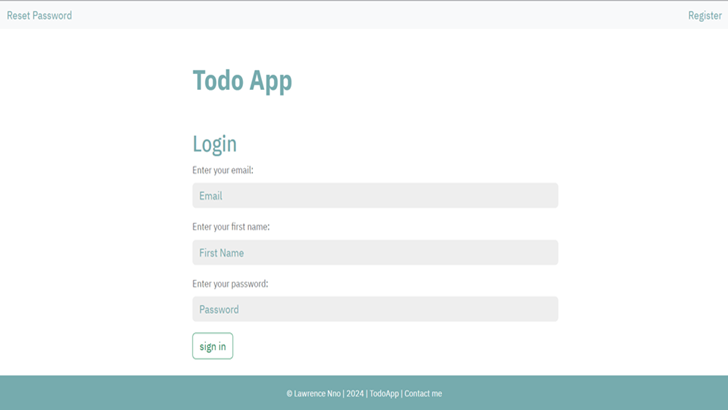 Reset Password
Register
Todo App
Login
Enter your email:
Email
Enter your first name:
First Name
Enter your password:
Password
sign in
© Lawrence Nno | 2024 | TodoApp | Contact me